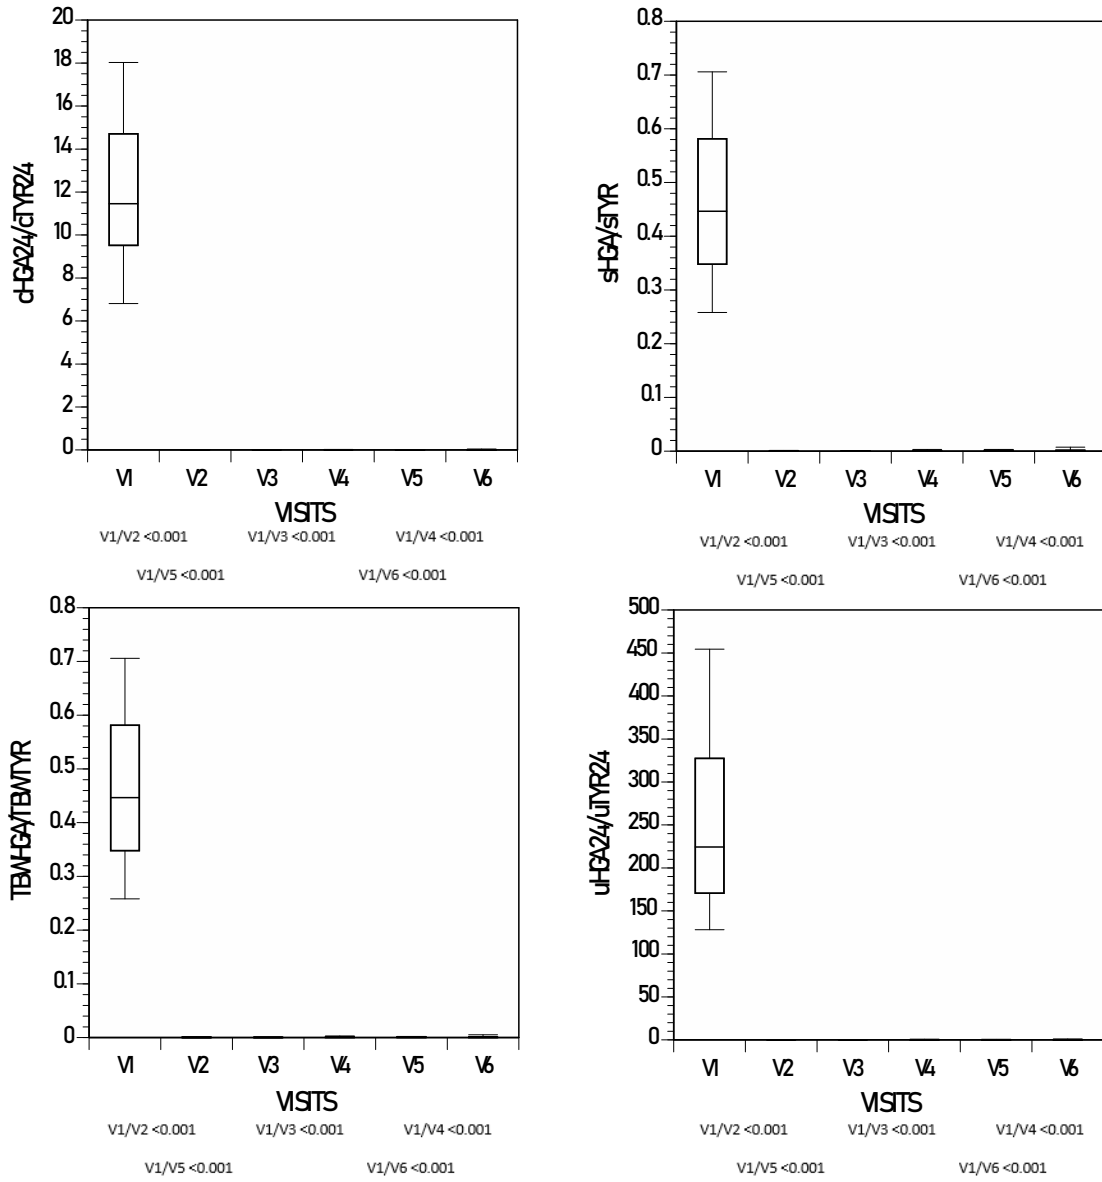 20
18
16
14
12
10
8
6
4
2
0
cHGA24/cTYR24
V1 V2 V3 V4 V5 V6
VISITS
V1/V2 <0.001 V1/V3 <0.001 V1/V4 <0.001
V1/V5 <0.001 V1/V6 <0.001
0.8
0.7
0.6
0.5
0.4
0.3
0.2
0.1
0
sHGA/sTYR
V1 V2 V3 V4 V5 V6
VISITS
V1/V2 <0.001 V1/V3 <0.001 V1/V4 <0.001
V1/V5 <0.001 V1/V6 <0.001
0.8
0.7
0.6
0.5
0.4
0.3
0.2
0.1
0
TBWHGA/TBWTYR
V1 V2 V3 V4 V5 V6
VISITS
V1/V2 <0.001 V1/V3 <0.001 V1/V4 <0.001
V1/V5 <0.001 V1/V6 <0.001
500
450
400
350
300
250
200
150
100
50
0
uHGA24/uTYR24
V1 V2 V3 V4 V5 V6
VISITS
V1/V2 <0.001 V1/V3 <0.001 V1/V4 <0.001
V1/V5 <0.001 V1/V6 <0.001